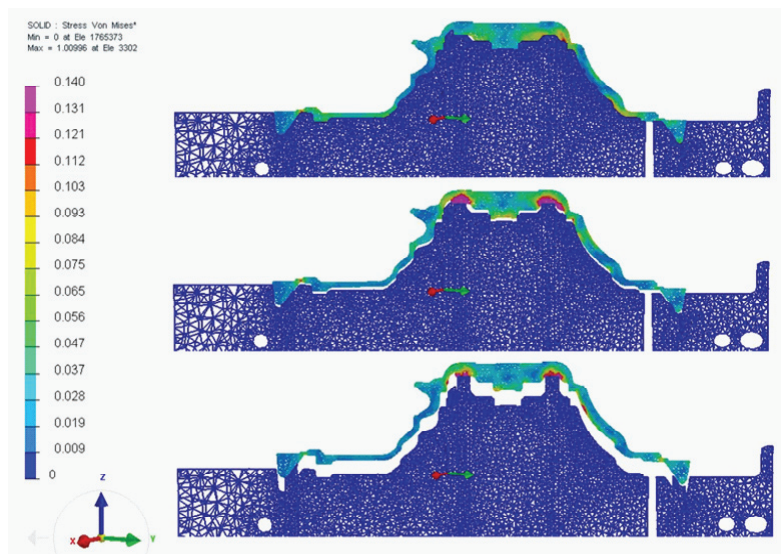 SOLID : Stress Von Mises*
Min = 0 at Ele 1765373
Max = 1.00996 at Ele 3302
0.140
0.131
0.121
0.112
0.103
0.093
0.084
0.075
0.065
0.056
0.047
0.037
0.028
0.019
0.009
0
Z
X
Y